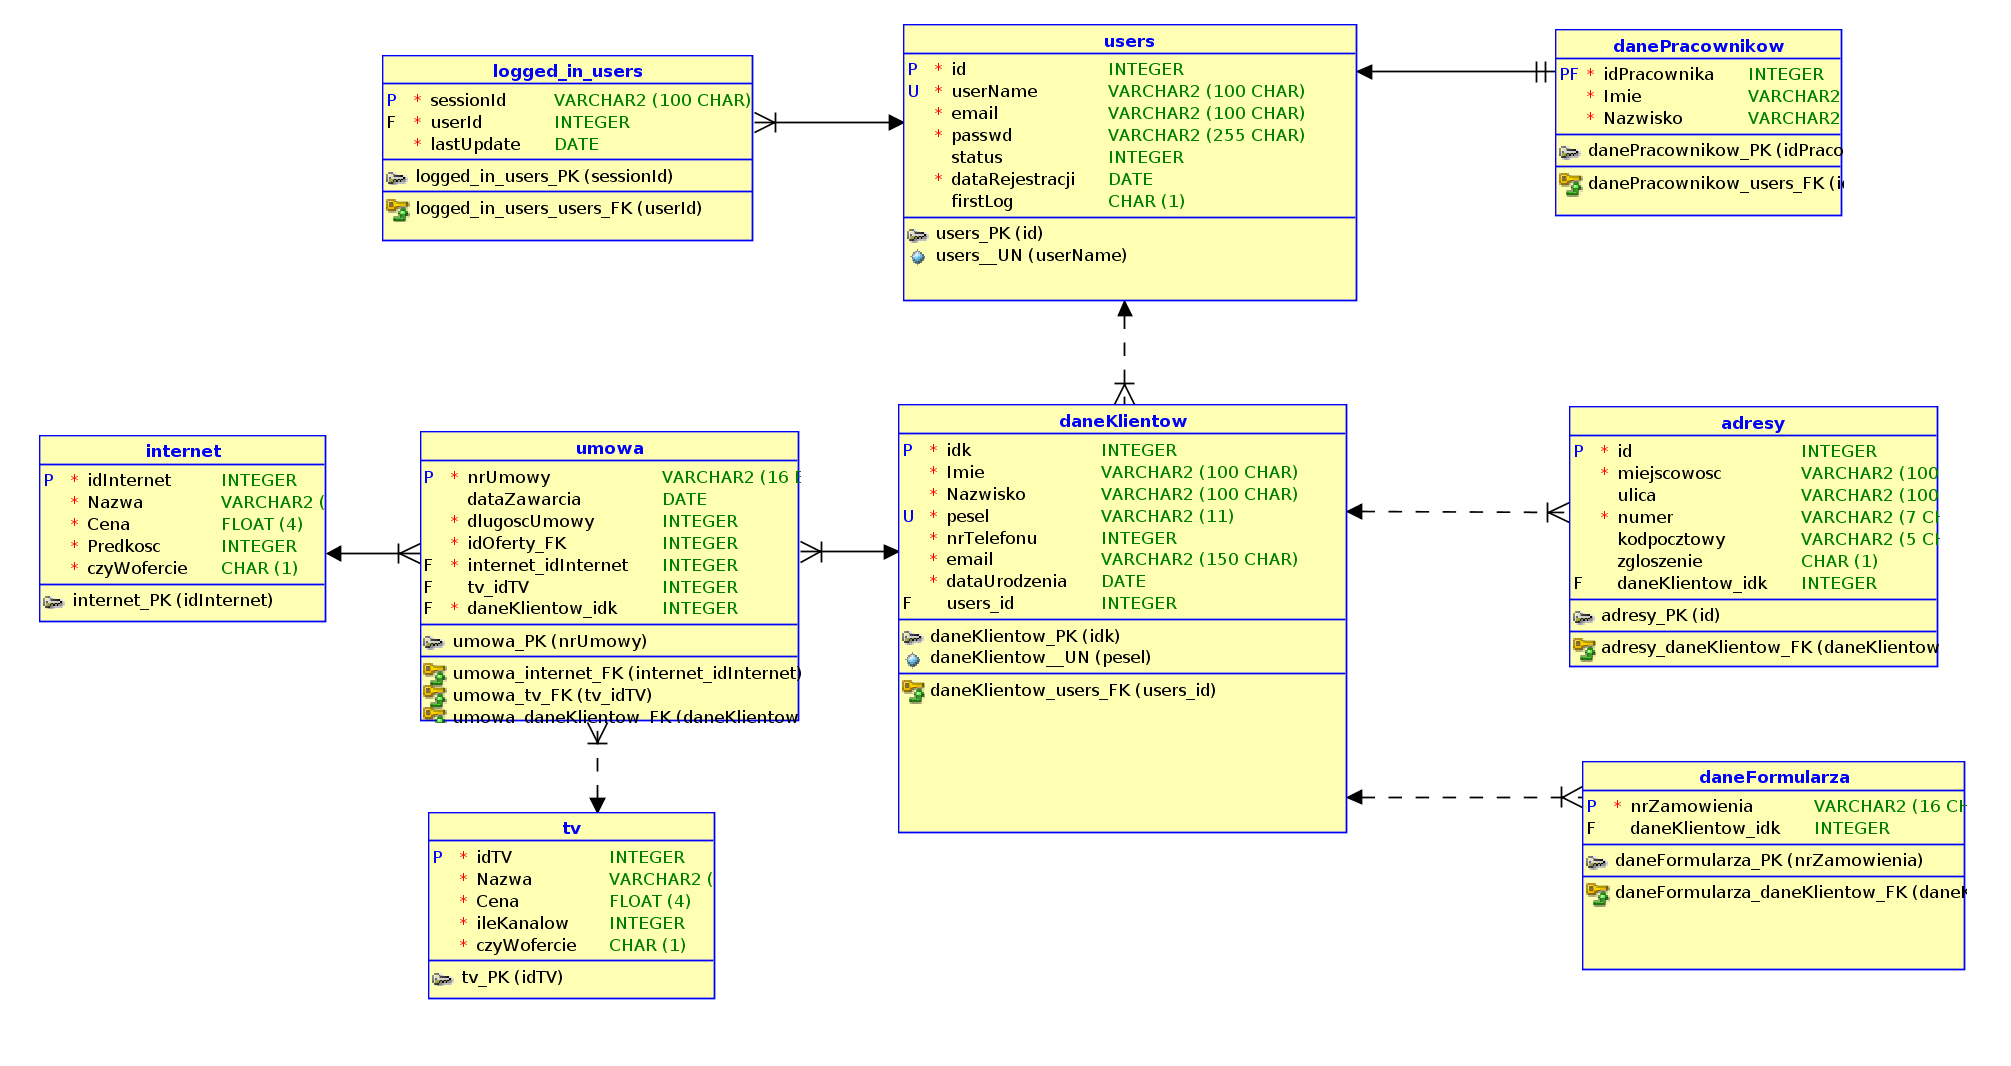 logged_in_users
P * sessionId VARCHAR2 (100 CHAR)
F * userId INTEGER
* lastUpdate DATE
logged_in_users_PK (sessionId)
logged_in_users_users_FK (userId)
users
P * id INTEGER
U * userName VARCHAR2 (100 CHAR)
* email VARCHAR2 (100 CHAR)
* passwd VARCHAR2 (255 CHAR)
status INTEGER
* dataRejestracji DATE
firstLog CHAR (1)
users_PK (id)
users__UN (userName)
danePracownikow
PF * idPracownika INTEGER
* Imie VARCHAR2
* Nazwisko VARCHAR2
danePracownikow_PK (idPraco
danePracownikow_users_FK (i
internet
P * idInternet INTEGER
* Nazwa VARCHAR2 (
* Cena FLOAT (4)
* Predkosc INTEGER
* czyWofercie CHAR (1)
internet_PK (idInternet)
umowa
P * nrUmowy VARCHAR2 (16
dataZawarcia DATE
* dlugoscUmowy INTEGER
* idOferty_FK INTEGER
F * internet_idInternet INTEGER
F tv_idTV INTEGER
F * daneKlientow_idk INTEGER
umowa_PK (nrUmowy)
umowa_internet_FK (internet_idInternet)
umowa_tv_FK (tv_idTV)
umowa_daneKlientow_FK (daneKlientow
daneKlientow
P * idk INTEGER
* Imie VARCHAR2 (100 CHAR)
* Nazwisko VARCHAR2 (100 CHAR)
U * pesel VARCHAR2 (11)
* nrTelefonu INTEGER
* email VARCHAR2 (150 CHAR)
* dataUrodzenia DATE
F users_id INTEGER
daneKlientow_PK (idk)
daneKlientow__UN (pesel)
daneKlientow_users_FK (users_id)
adresy
P * id INTEGER
* miejscowosc VARCHAR2 (100
ulica VARCHAR2 (100
* numer VARCHAR2 (7 CH
kodpocztowy VARCHAR2 (5 CH
zgloszenie CHAR (1)
F daneKlientow_idk INTEGER
adresy_PK (id)
adresy_daneKlientow_FK (daneKlientow
tv
P * idTV INTEGER
* Nazwa VARCHAR2 (
* Cena FLOAT (4)
* ileKanalow INTEGER
* czyWofercie CHAR (1)
tv_PK (idTV)
daneFormularza
P * nrZamowienia VARCHAR2 (16 CH
F daneKlientow_idk INTEGER
daneFormularza_PK (nrZamowienia)
daneFormularza_daneKlientow_FK (dane